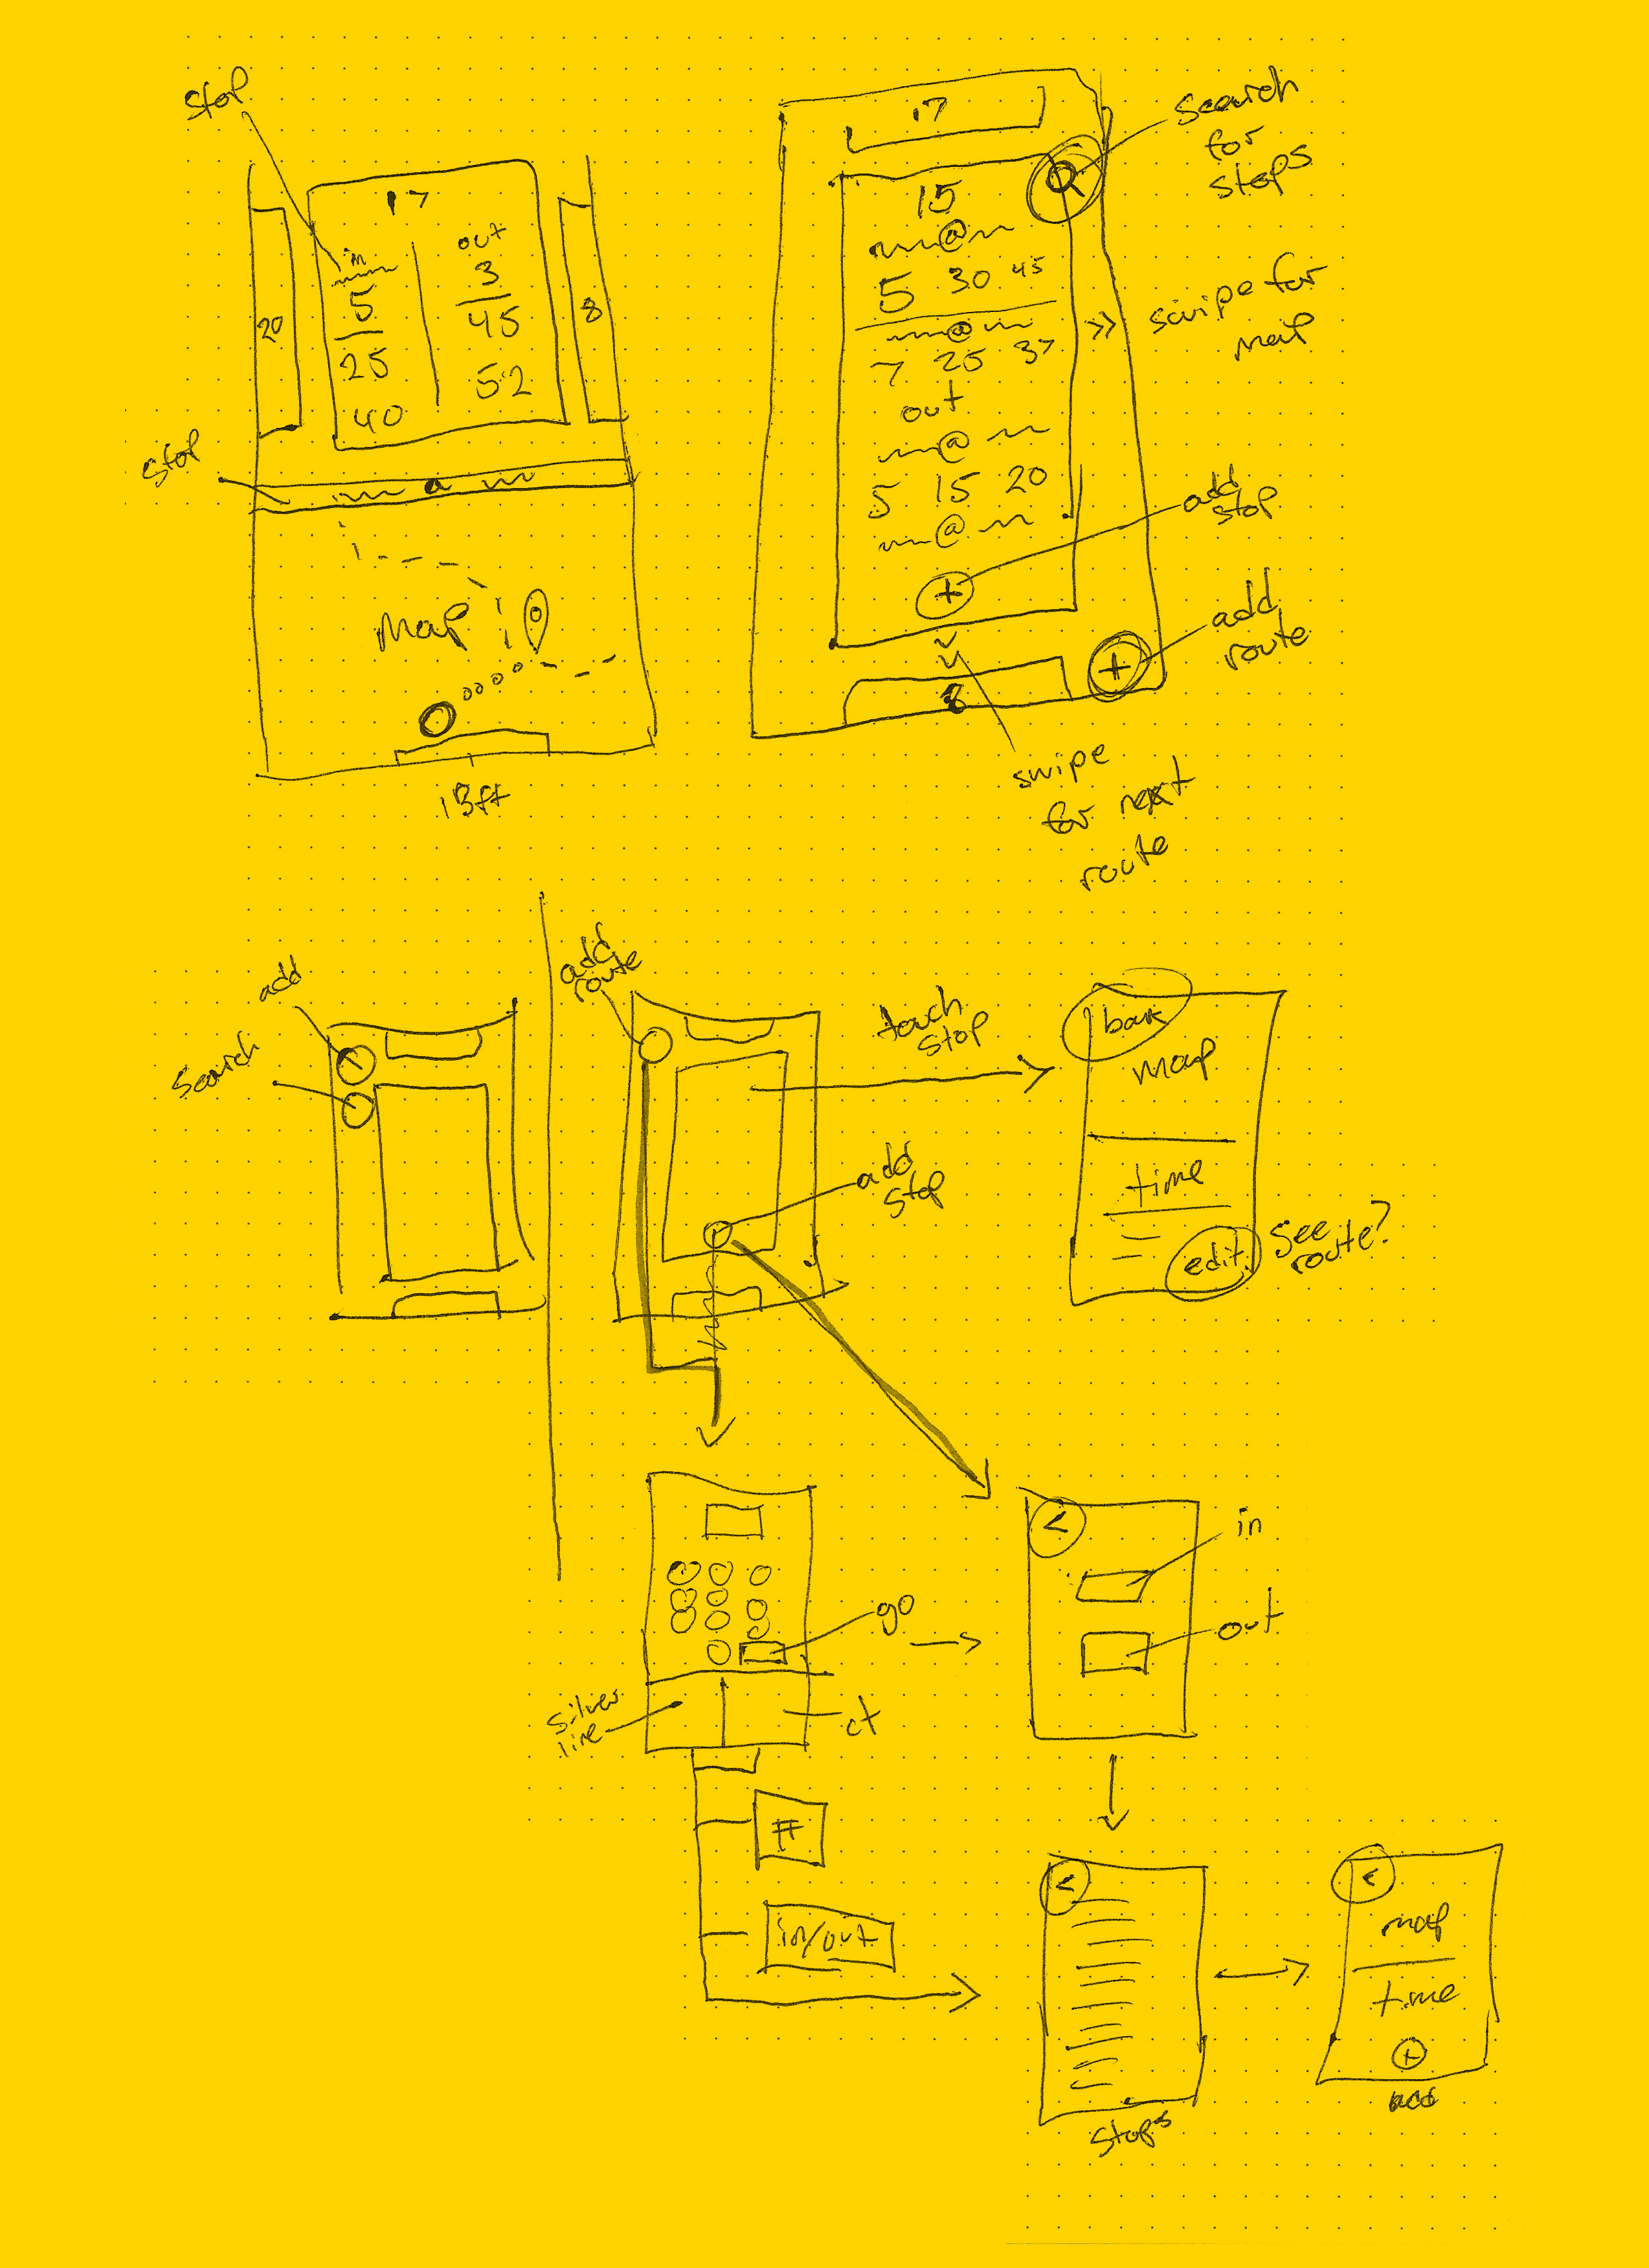 stop
17
in
out
5
3
25
45
40
52
20
8
stop
@
Map
13ft
17
15
@
5 30 45
@
7 25 37
out
@
5 15 20
@
+
8
+
search
for
stops
swipe for
map
add
stop
add
route
swipe
for next
route
add
search
add
route
touch
stop
add
stop
back
map
time
edit
see
route?
go
silver
line
ct
#
in/out
<
in
out
<
stops
<
map
time
+
add